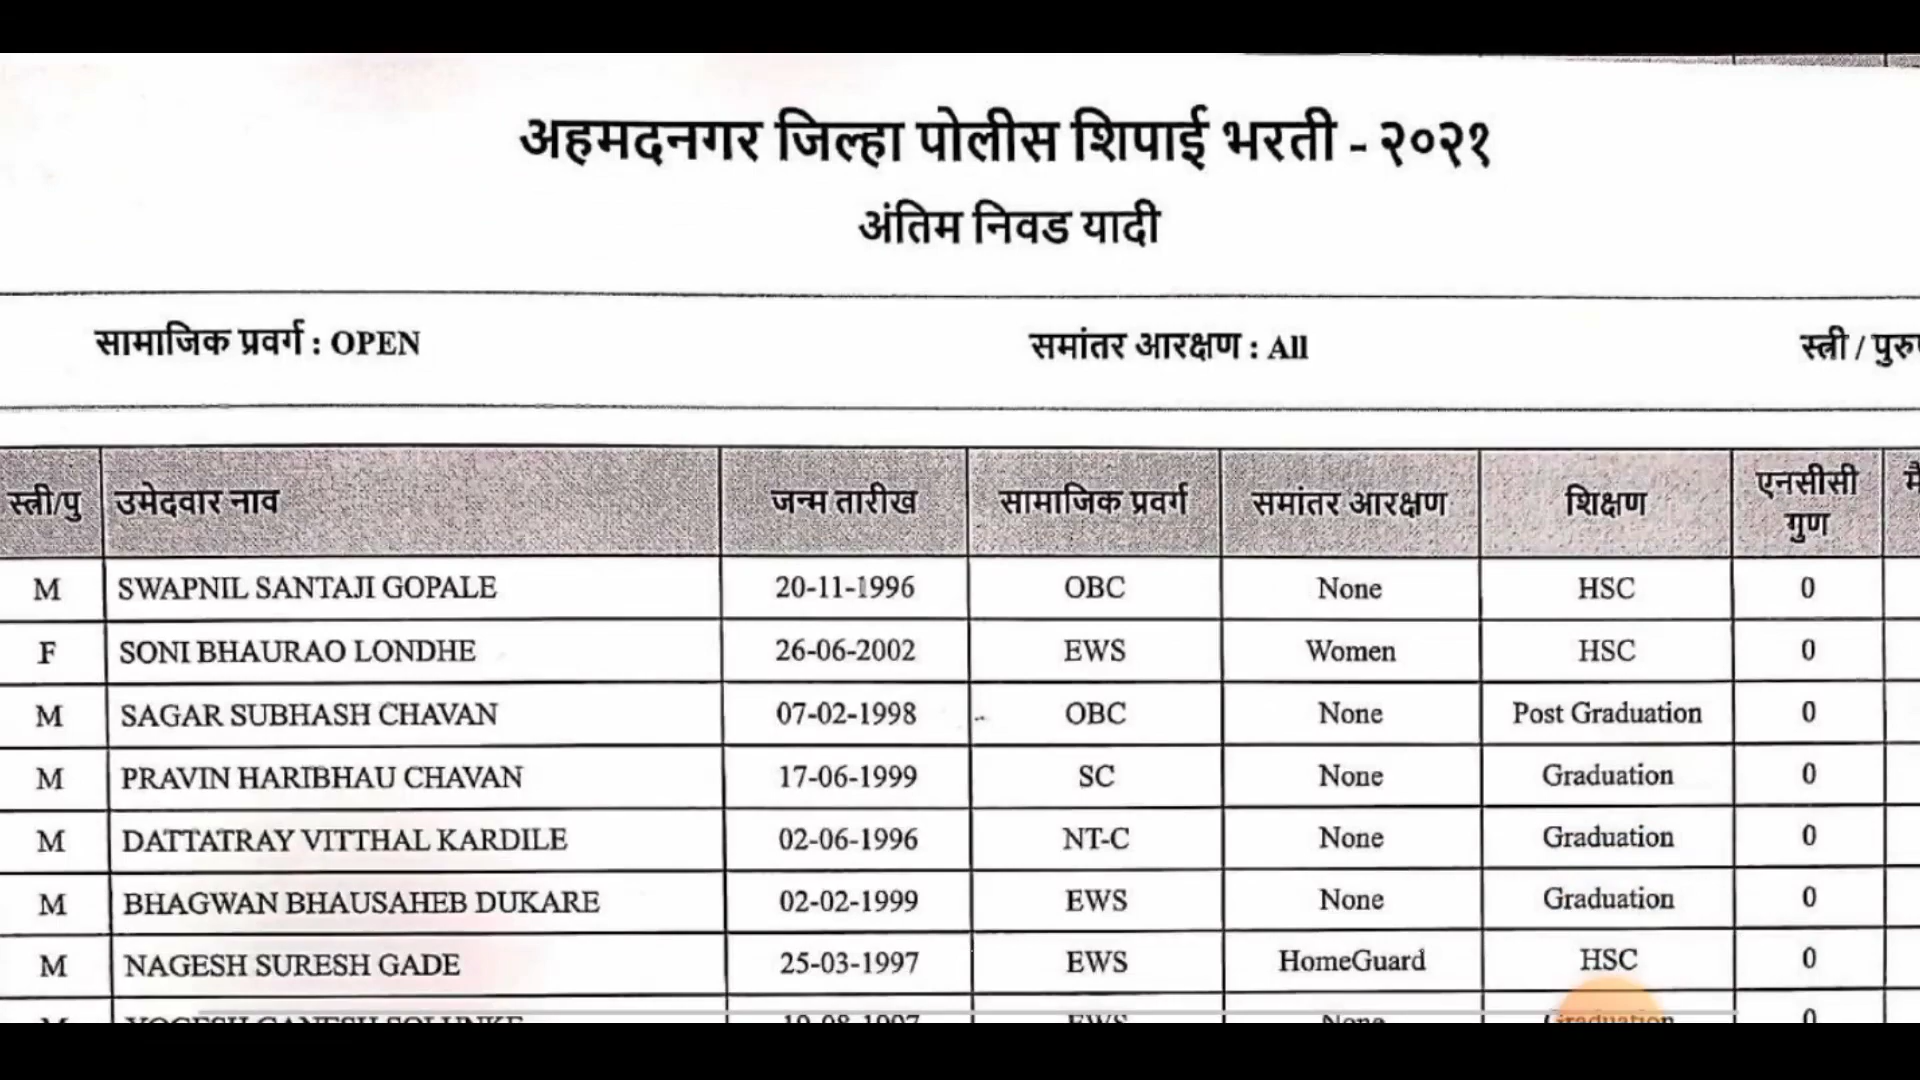 अहमदनगर जिल्हा पोलीस शिपाई भरती - २०२१
अंतिम निवड यादी
सामाजिक प्रवर्ग : OPEN समांतर आरक्षण : All स्त्री /
स्त्री/पु उमेदवार नाव जन्म तारीख सामाजिक प्रवर्ग समांतर आरक्षण शिक्षण एनसीसी गुण
M SWAPNIL SANTAJI GOPALE 20-11-1996 OBC None HSC 0
F SONI BHAURAO LONDHE 26-06-2002 EWS Women HSC 0
M SAGAR SUBHASH CHAVAN 07-02-1998 OBC None Post Graduation 0
M PRAVIN HARIBHAU CHAVAN 17-06-1999 SC None Graduation 0
M DATTATRAY VITTHAL KARDILE 02-06-1996 NT-C None Graduation 0
M BHAGWAN BHAUSAHEB DUKARE 02-02-1999 EWS None Graduation 0
M NAGESH SURESH GADE 25-03-1997 EWS HomeGuard HSC 0